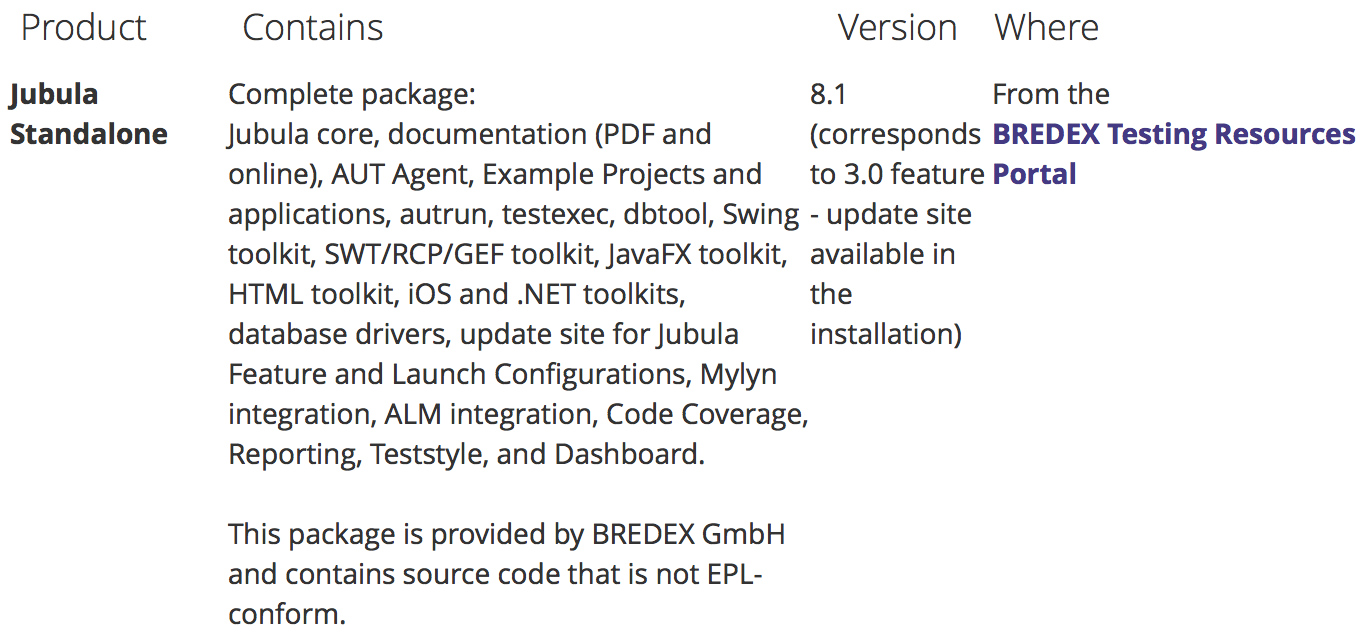 Product
Contains
Version
Where
Jubula
Standalone
Complete package:
Jubula core, documentation (PDF and
online), AUT Agent, Example Projects and
applications, autrun, testexec, dbtool, Swing
toolkit, SWT/RCP/GEF toolkit, JavaFX toolkit,
HTML toolkit, iOS and .NET toolkits,
database drivers, update site for Jubula
Feature and Launch Configurations, Mylyn
integration, ALM integration, Code Coverage,
Reporting, Teststyle, and Dashboard.
This package is provided by BREDEX GmbH
and contains source code that is not EPL-
conform.
8.1
(corresponds
to 3.0 feature
- update site
available in
the
installation)
From the
BREDEX Testing Resources
Portal